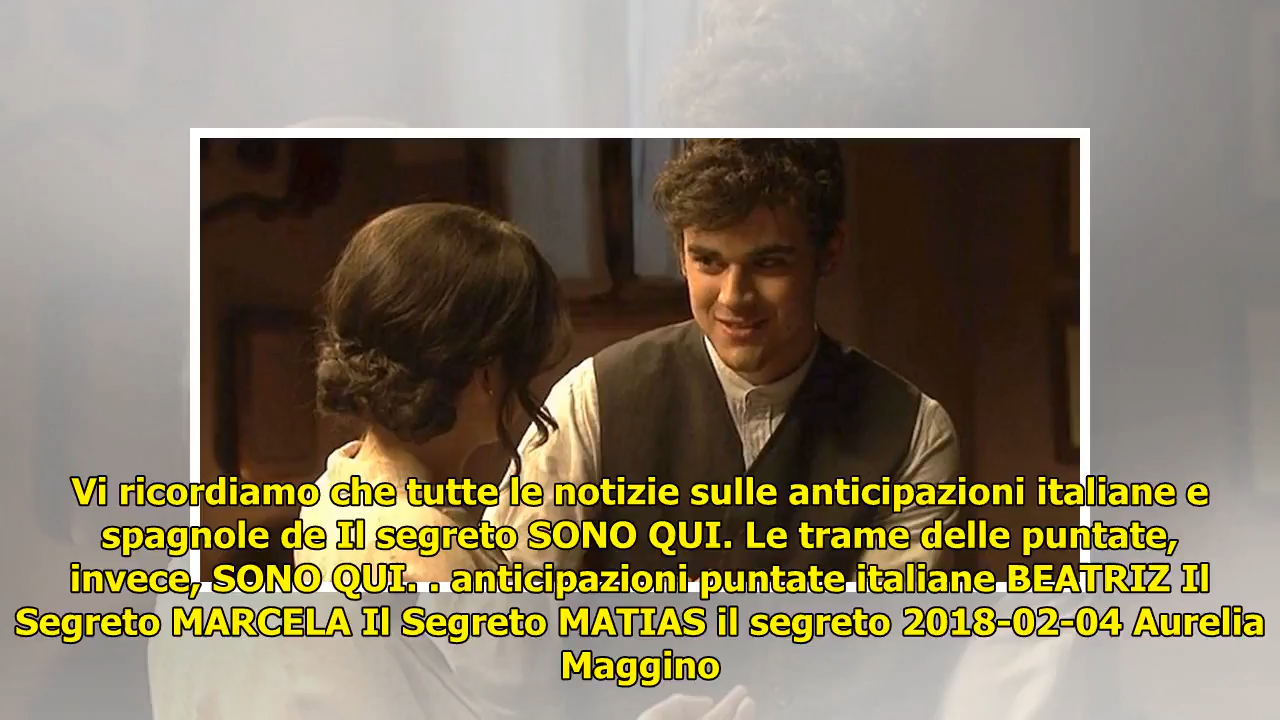 Vi ricordiamo che tutte le notizie sulle anticipazioni italiane e
spagnole de Il segreto SONO QUI. Le trame delle puntate,
invece, SONO QUI. . anticipazioni puntate italiane BEATRIZ Il
Segreto MARCELA Il Segreto MATIAS il segreto 2018-02-04 Aurelia
Maggino